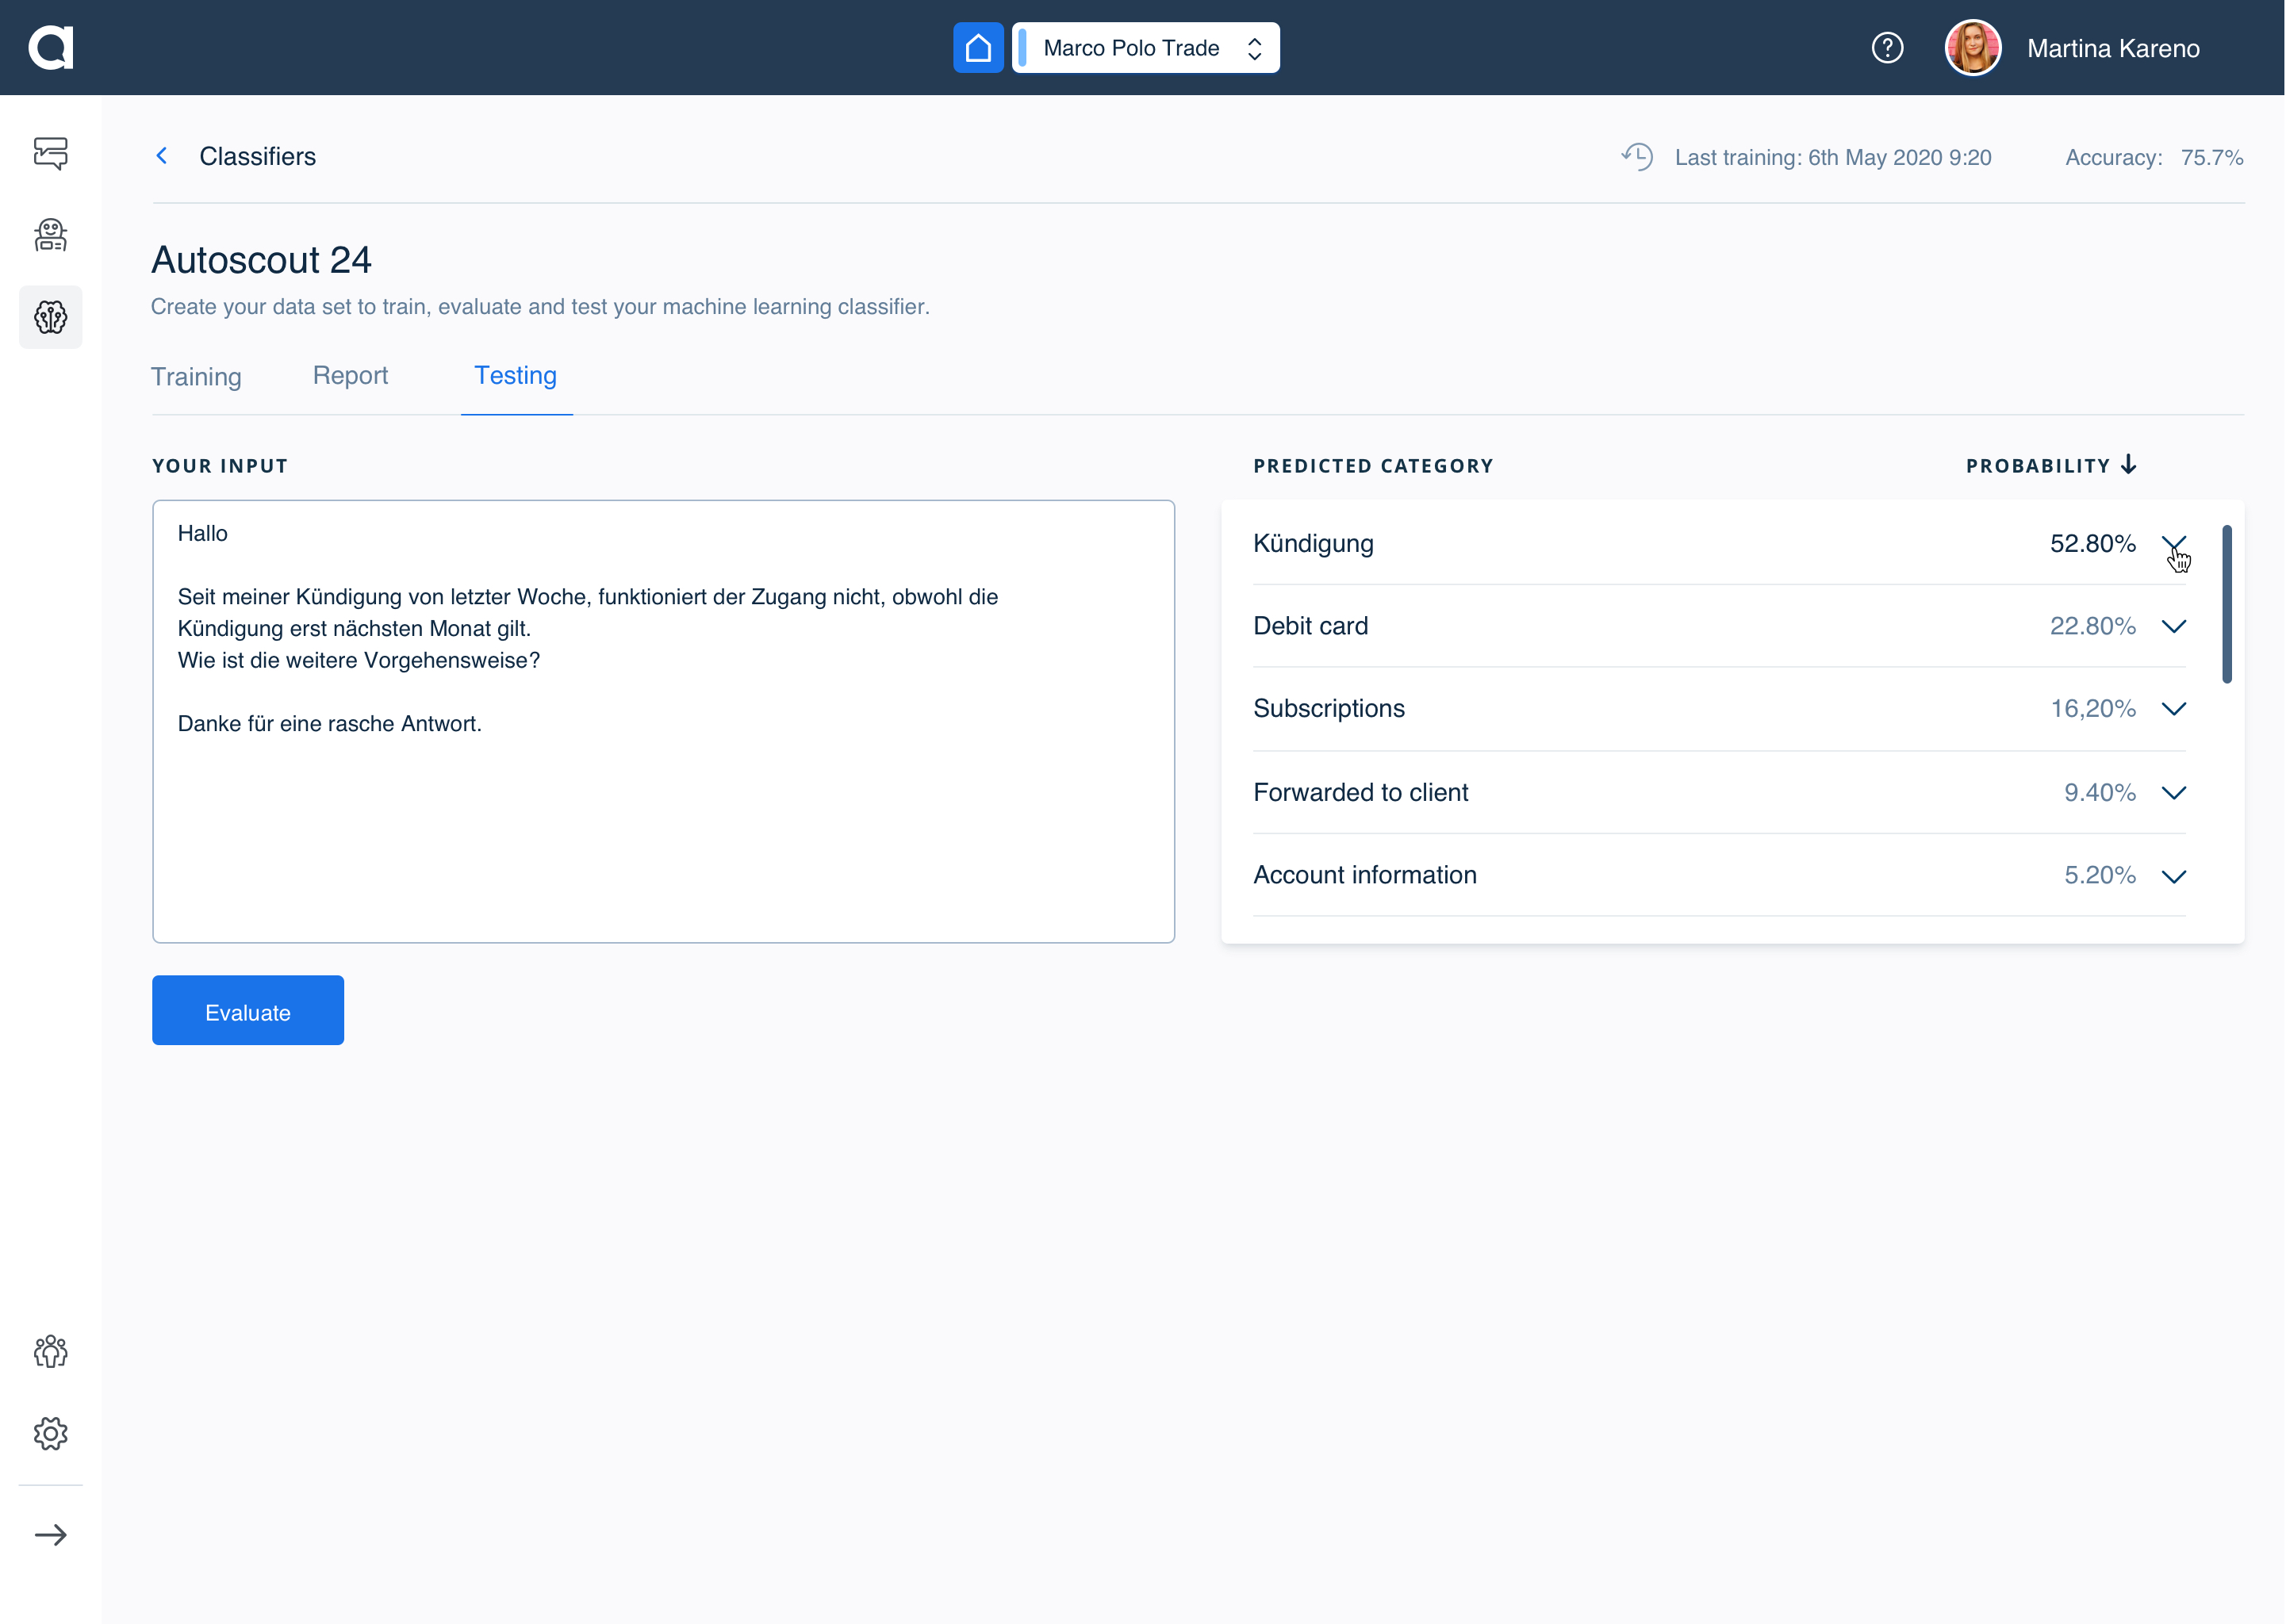 Marco Polo Trade
Martina Kareno
Classifiers
Last training: 6th May 2020 9:20
Accuracy: 75.7%
Autoscout 24
Create your data set to train, evaluate and test your machine learning classifier.
Training
Report
Testing
YOUR INPUT
Hallo
Seit meiner Kündigung von letzter Woche, funktioniert der Zugang nicht, obwohl die
Kündigung erst nächsten Monat gilt.
Wie ist die weitere Vorgehensweise?
Danke für eine rasche Antwort.
Evaluate
PREDICTED CATEGORY PROBABILITY
Kündigung 52.80%
Debit card 22.80%
Subscriptions 16,20%
Forwarded to client 9.40%
Account information 5.20%